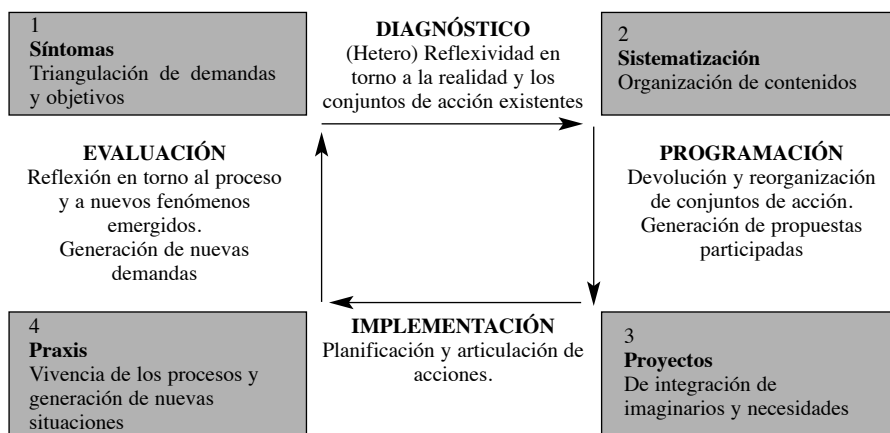 1
Síntomas
Triangulación de demandas
y objetivos
DIAGNÓSTICO
(Hetero) Reflexividad en
torno a la realidad y los
conjuntos de acción existentes
2
Sistematización
Organización de contenidos
EVALUACIÓN
Reflexión en torno al proceso
y a nuevos fenómenos
emergidos.
Generación de nuevas
demandas
PROGRAMACIÓN
Devolución y reorganización
de conjuntos de acción.
Generación de propuestas
participadas
4
Praxis
Vivencia de los procesos y
generación de nuevas
situaciones
IMPLEMENTACIÓN
Planificación y articulación de
acciones.
3
Proyectos
De integración de
imaginarios y necesidades